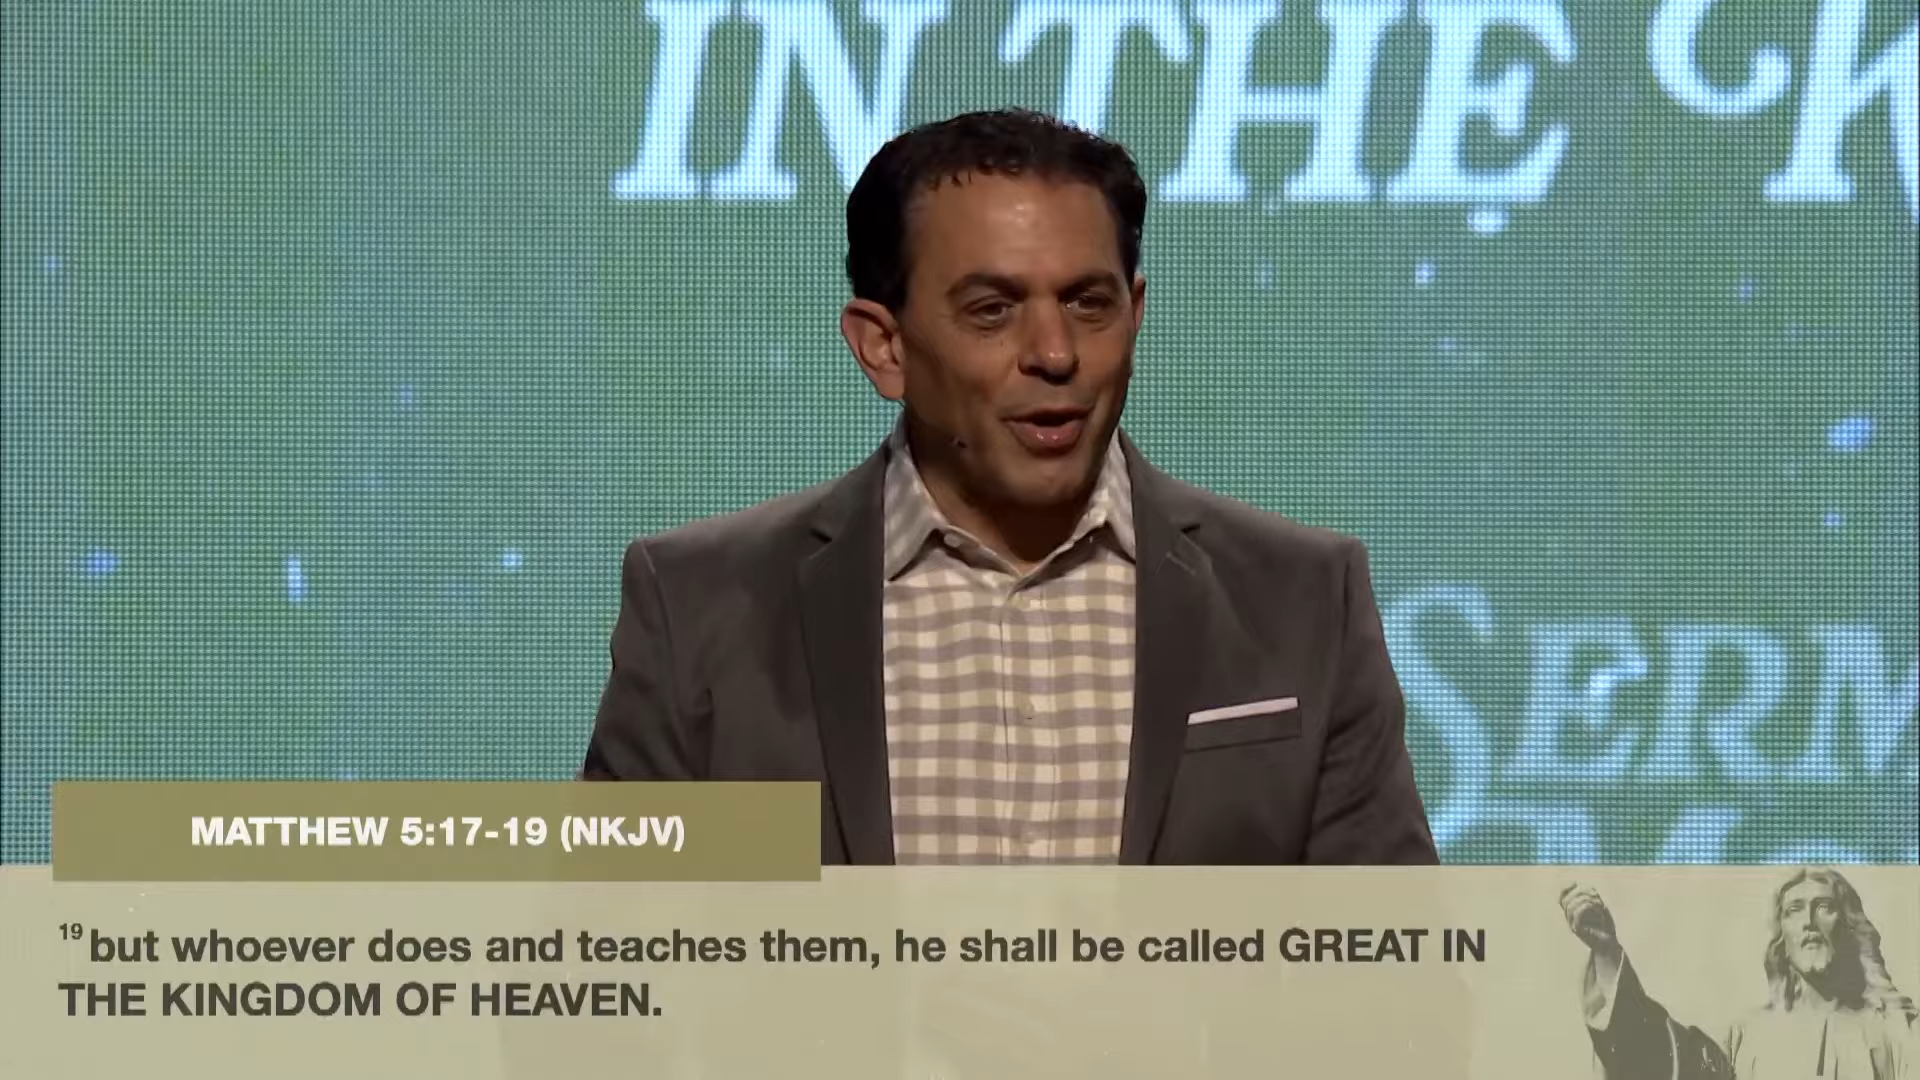 IN THE K
SERM
MATTHEW 5:17-19 (NKJV)
19 but whoever does and teaches them, he shall be called GREAT IN
THE KINGDOM OF HEAVEN.